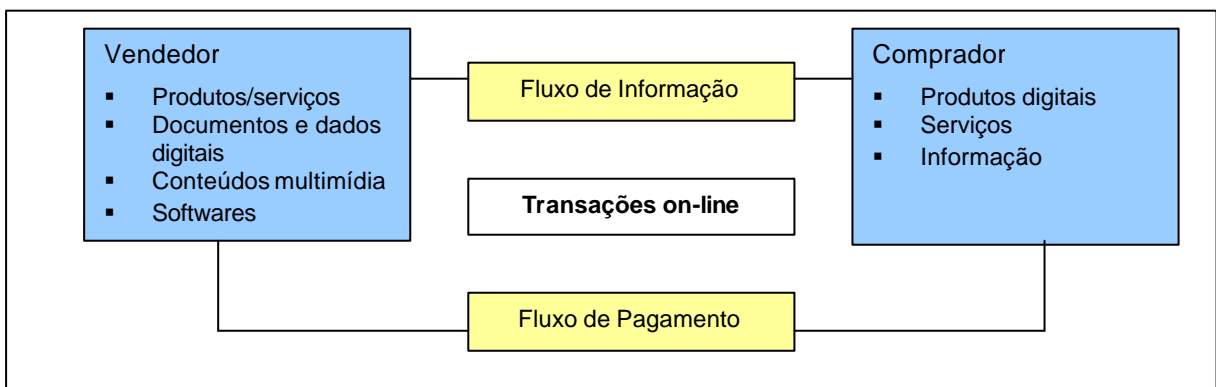 Vendedor
▪ Produtos/serviços
▪ Documentos e dados
digitais
▪ Conteúdos multimídia
▪ Softwares
Fluxo de Informação
Transações on-line
Fluxo de Pagamento
Comprador
▪ Produtos digitais
▪ Serviços
▪ Informação